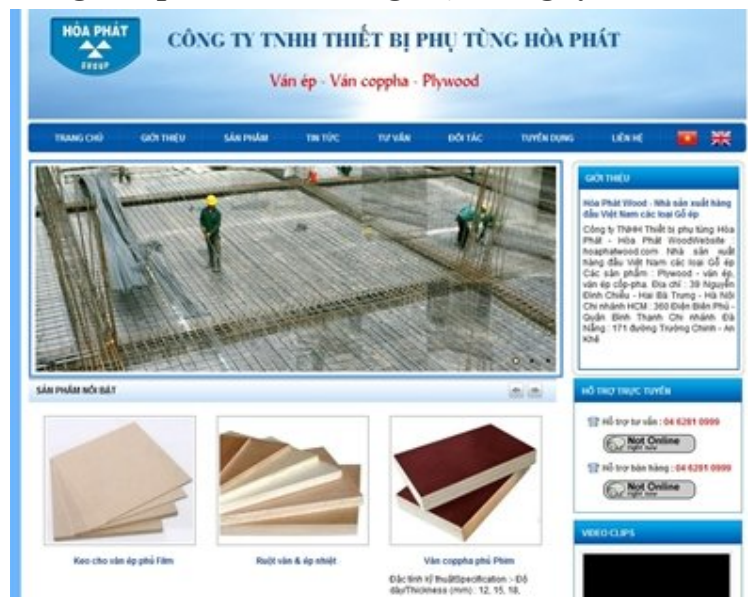 HÒA PHÁT
GROUP
CÔNG TY TNHH THIẾT BỊ PHỤ TÙNG HÒA PHÁT
Ván ép - Ván coppha - Plywood
TRANG CHỦ GIỚI THIỆU SẢN PHẨM TIN TỨC TƯ VẤN ĐỐI TÁC TUYỂN DỤNG LIÊN HỆ
GIỚI THIỆU
Hòa Phát Wood - Nhà sản xuất hàng
đầu Việt Nam các loại Gỗ ép
Công ty TNHH Thiết bị phụ tùng Hòa
Phát - Hòa Phát WoodWebsite :
hoaphatwood.com Nhà sản xuất
hàng đầu Việt Nam các loại Gỗ ép
Các sản phẩm : Plywood - ván ép,
ván ép cốp-pha. Địa chỉ : 39 Nguyễn
Đình Chiểu - Hai Bà Trưng - Hà Nội
Chi nhánh HCM : 360 Điện Biên Phủ -
Quận Bình Thạnh Chi nhánh Đà
Nẵng : 171 đường Trường Chinh - An
Khê
SẢN PHẨM NỔI BẬT
Keo cho ván ép phủ Film
Ruột ván & ép nhiệt
Ván coppha phủ Phim
Đặc tính kỹ thuậtSpecification :- Độ
dày/Thickness (mm) : 12, 15, 18,
HỖ TRỢ TRỰC TUYẾN
Hỗ trợ tư vấn : 04 6281 0999
Not Online
right now
Hỗ trợ bán hàng : 04 6281 0999
Not Online
right now
VIDEO CLIPS